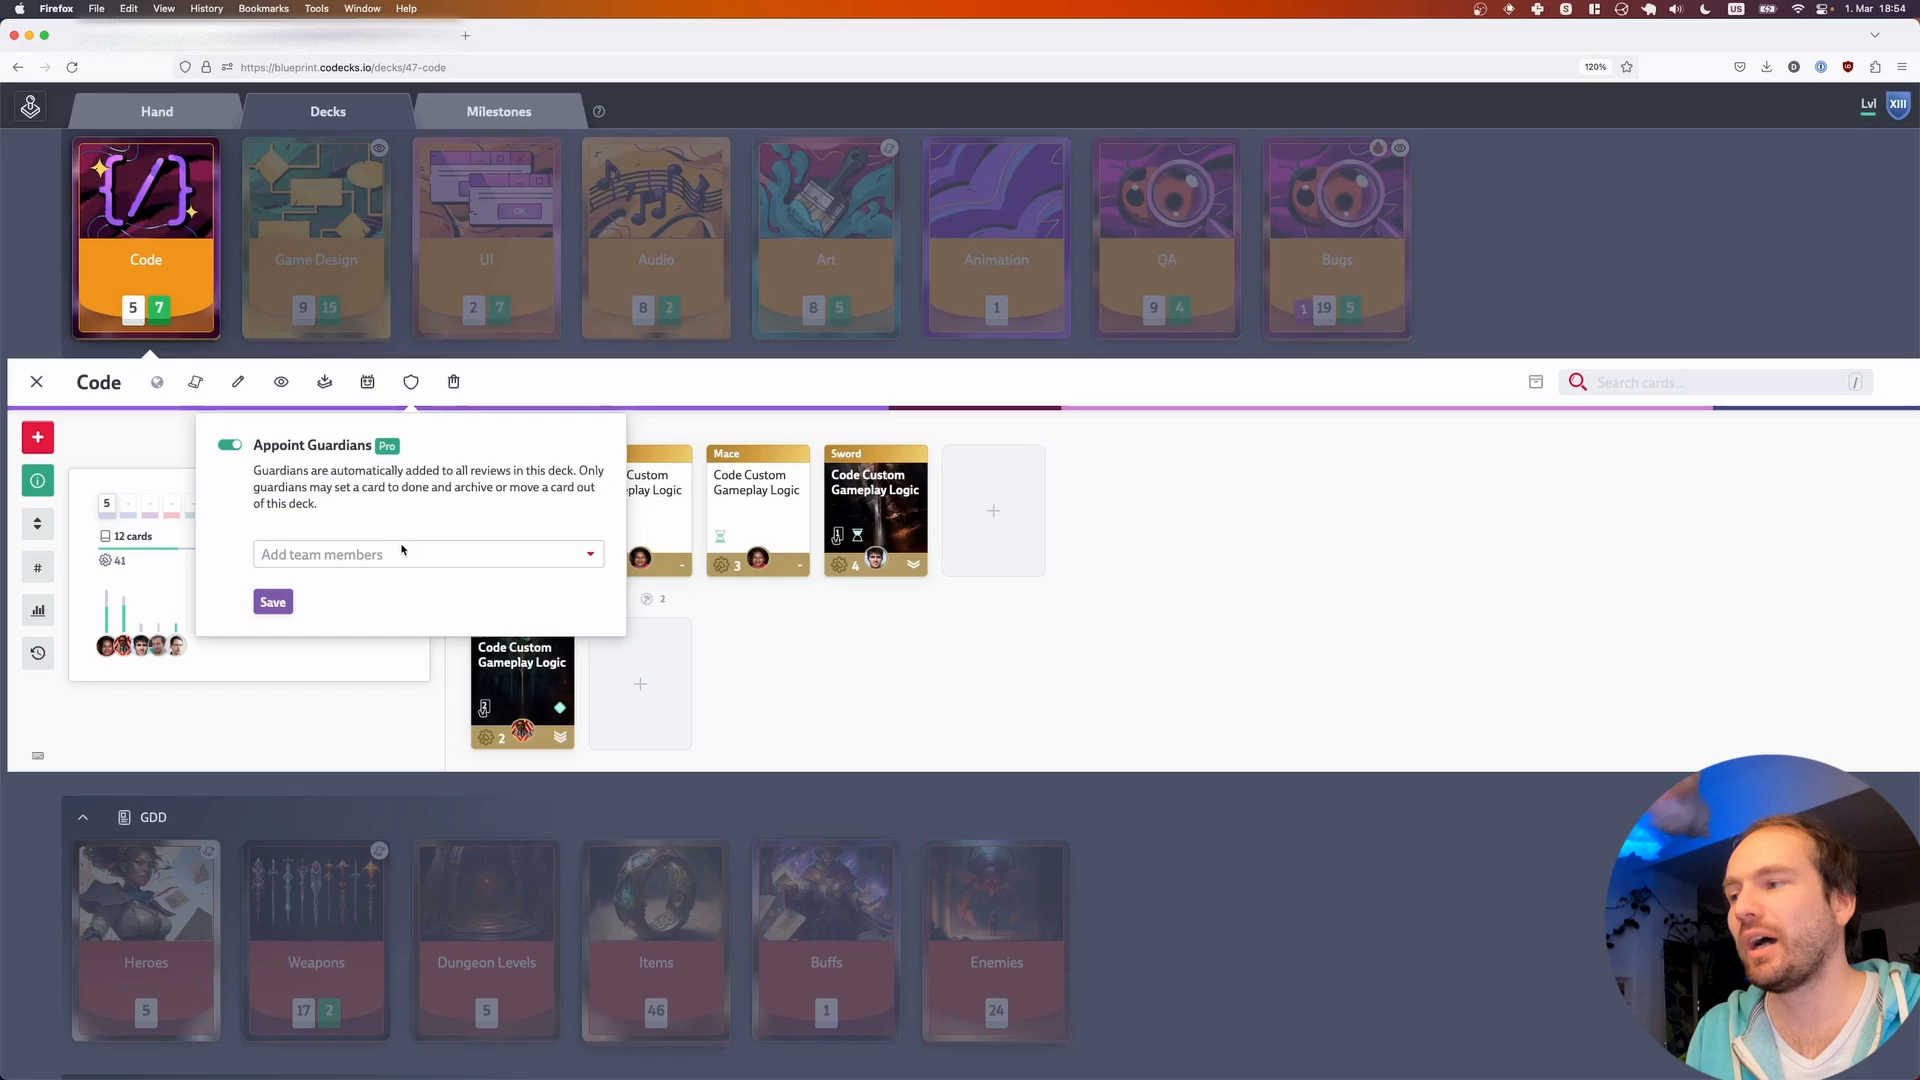 Firefox File Edit View History Bookmarks Tools Window Help
US
1. Mar 18:54
https://blueprint.codecks.io/decks/47-code
120%
Hand
Decks
Milestones
Lvl
XIII
Code
5 7
Game Design
9 15
OK
UI
2 7
Audio
8 2
Art
8 5
Animation
1
QA
9 4
Bugs
1 19 5
Code
Search cards...
/
Appoint Guardians Pro
Guardians are automatically added to all reviews in this deck. Only
guardians may set a card to done and archive or move a card out
of this deck.
Add team members
Save
5 - - - -
12 cards
41
#
Custom
play Logic
-
Mace
Code Custom
Gameplay Logic
3 -
Sword
Code Custom
Gameplay Logic
1
4
2
Code Custom
Gameplay Logic
2
2
GDD
Heroes
5
Weapons
17 2
Dungeon Levels
5
Items
46
Buffs
1
Enemies
24